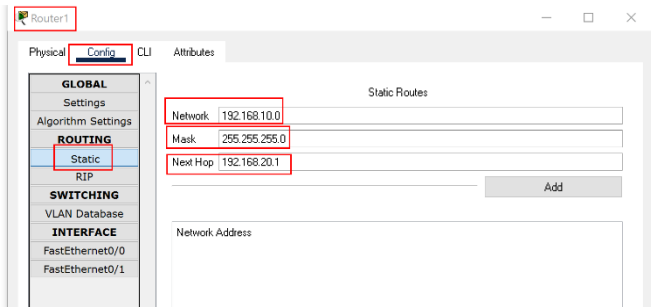 Router1
Physical Config CLI Attributes
GLOBAL
Settings
Algorithm Settings
ROUTING
Static
RIP
SWITCHING
VLAN Database
INTERFACE
FastEthernet0/0
FastEthernet0/1
Static Routes
Network 192.168.10.0
Mask 255.255.255.0
Next Hop 192.168.20.1
Add
Network Address